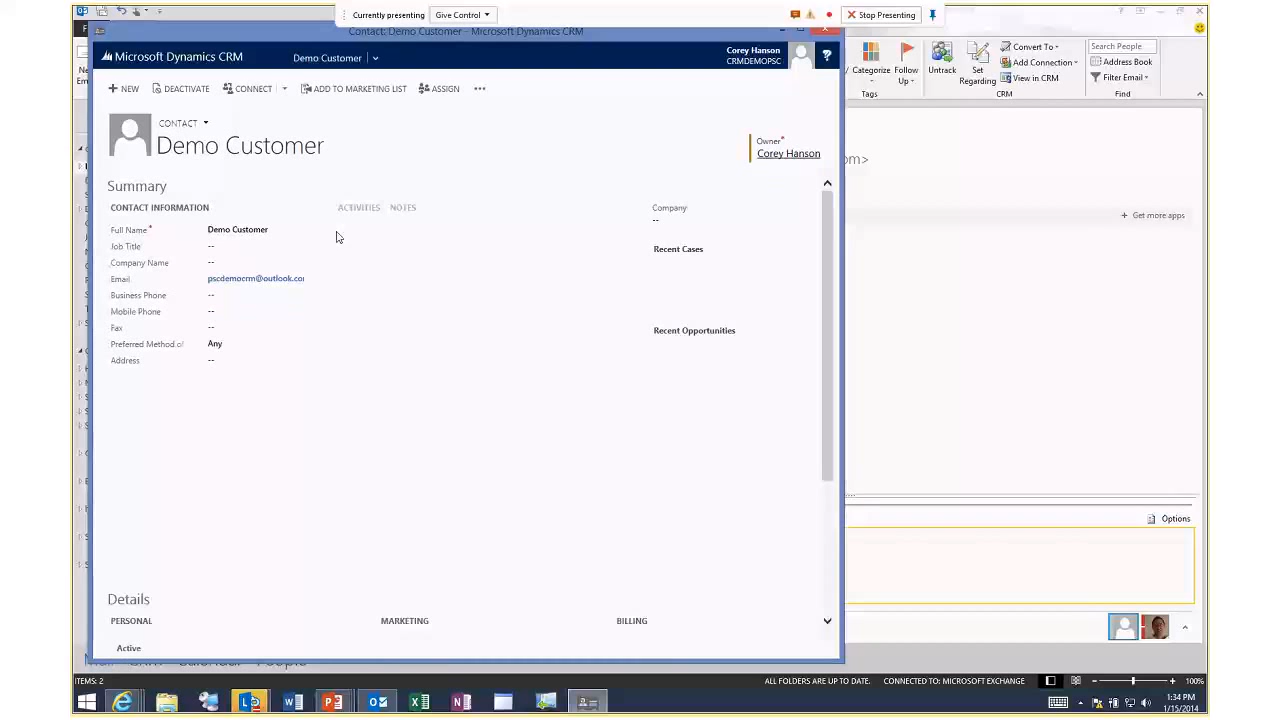 Currently presenting
Give Control
Stop Presenting
Contact: Demo Customer - Microsoft Dynamics CRM
Microsoft Dynamics CRM
Demo Customer
Corey Hanson
CRMDEMOPSC
?
NEW
DEACTIVATE
CONNECT
ADD TO MARKETING LIST
ASSIGN
CONTACT
Demo Customer
Owner*
Corey Hanson
Summary
CONTACT INFORMATION
ACTIVITIES NOTES
Full Name* Demo Customer
Job Title --
Company Name --
Email pscdemocrm@outlook.co
Business Phone --
Mobile Phone --
Fax --
Preferred Method of Any
Address --
Company
--
Recent Cases
Recent Opportunities
Details
PERSONAL MARKETING BILLING
Active
Categorize
Follow Up
Tags
Untrack
Set Regarding
Convert To
Add Connection
View in CRM
CRM
Search People
Address Book
Filter Email
Find
om>
+ Get more apps
Options
Calendar People
ITEMS: 2
ALL FOLDERS ARE UP TO DATE.
CONNECTED TO: MICROSOFT EXCHANGE
100%
1:34 PM
1/15/2014